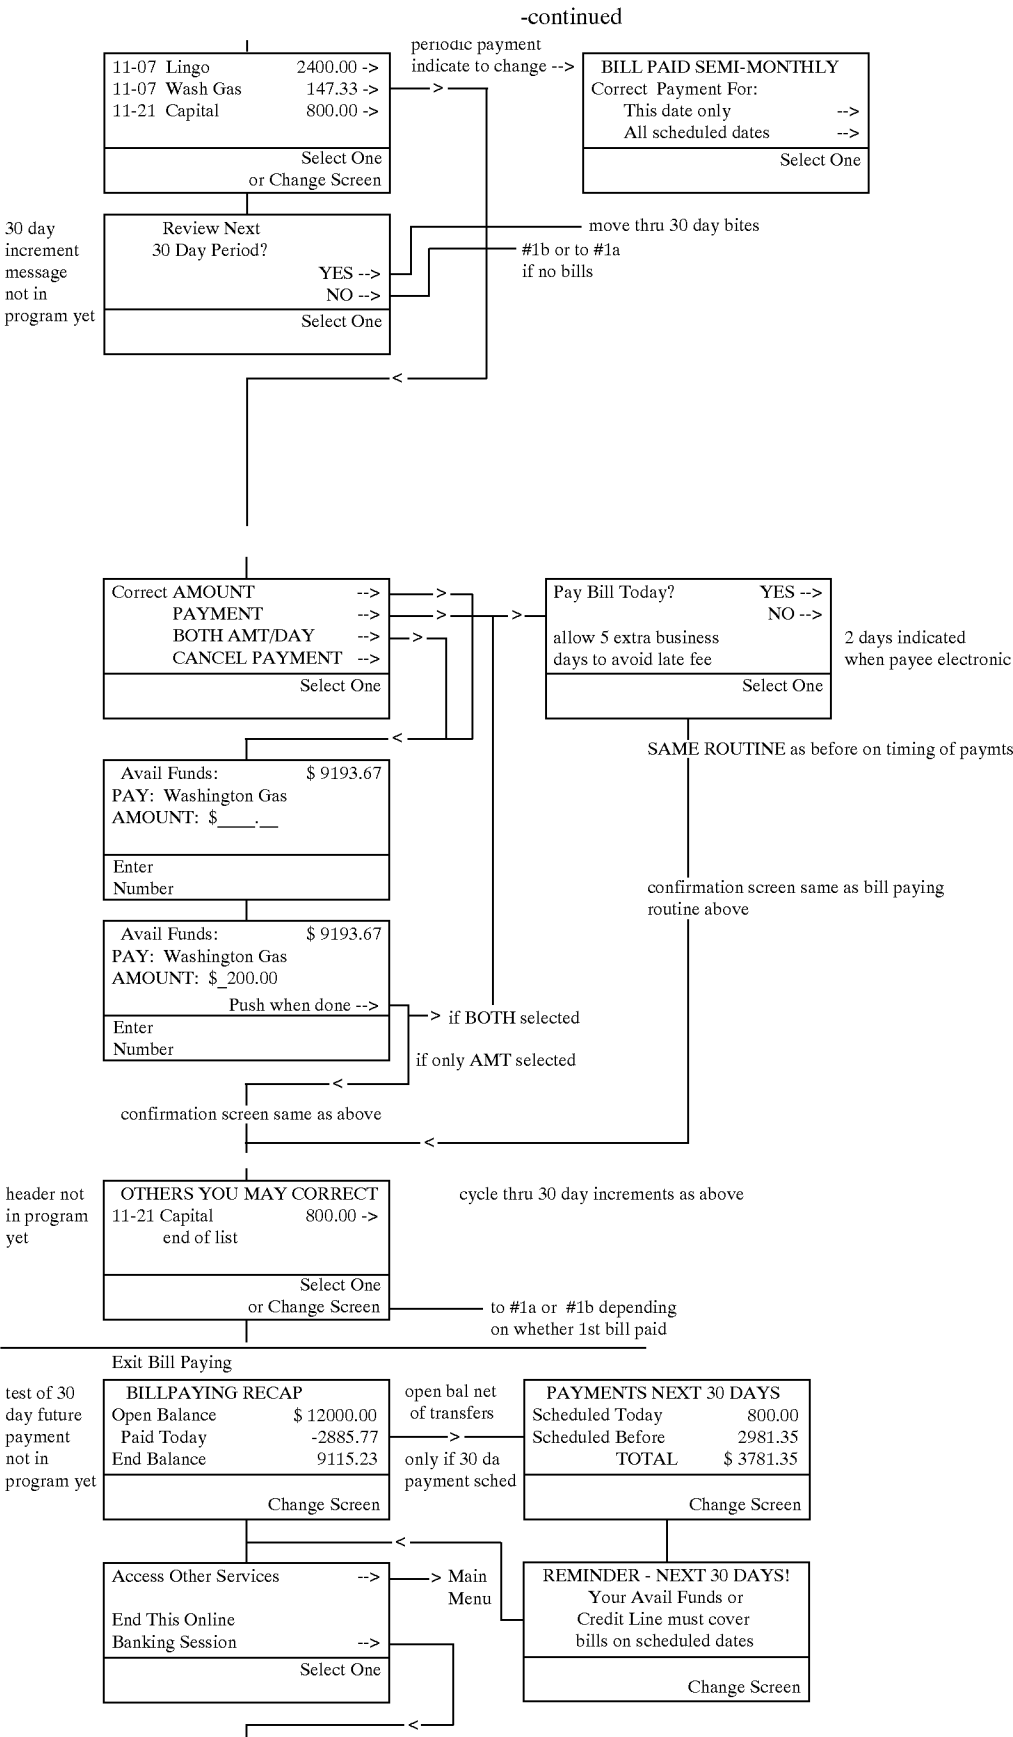 -continued
periodic payment
indicate to change -->
11-07 Lingo 2400.00 ->
11-07 Wash Gas 147.33 ->
11-21 Capital 800.00 ->
Select One
or Change Screen
>
BILL PAID SEMI-MONTHLY
Correct Payment For:
This date only -->
All scheduled dates -->
Select One
30 day
increment
message
not in
program yet
Review Next
30 Day Period?
YES -->
NO -->
Select One
move thru 30 day bites
#1b or to #1a
if no bills
<
Correct AMOUNT --> >
PAYMENT --> > >
BOTH AMT/DAY --> >
CANCEL PAYMENT -->
Select One
Pay Bill Today? YES -->
NO -->
allow 5 extra business
days to avoid late fee
Select One
2 days indicated
when payee electronic
<
SAME ROUTINE as before on timing of paymts
Avail Funds: $ 9193.67
PAY: Washington Gas
AMOUNT: $____.__
Enter
Number
confirmation screen same as bill paying
routine above
Avail Funds: $ 9193.67
PAY: Washington Gas
AMOUNT: $_200.00
Push when done -->
Enter
Number
> if BOTH selected
if only AMT selected
<
confirmation screen same as above
<
header not
in program
yet
OTHERS YOU MAY CORRECT
11-21 Capital 800.00 ->
end of list
Select One
or Change Screen
cycle thru 30 day increments as above
to #1a or #1b depending
on whether 1st bill paid
Exit Bill Paying
test of 30
day future
payment
not in
program yet
BILLPAYING RECAP
Open Balance $ 12000.00
Paid Today -2885.77
End Balance 9115.23
Change Screen
open bal net
of transfers
>
only if 30 da
payment sched
PAYMENTS NEXT 30 DAYS
Scheduled Today 800.00
Scheduled Before 2981.35
TOTAL $ 3781.35
Change Screen
<
Access Other Services -->
End This Online
Banking Session -->
Select One
> Main
Menu
REMINDER - NEXT 30 DAYS!
Your Avail Funds or
Credit Line must cover
bills on scheduled dates
Change Screen
<